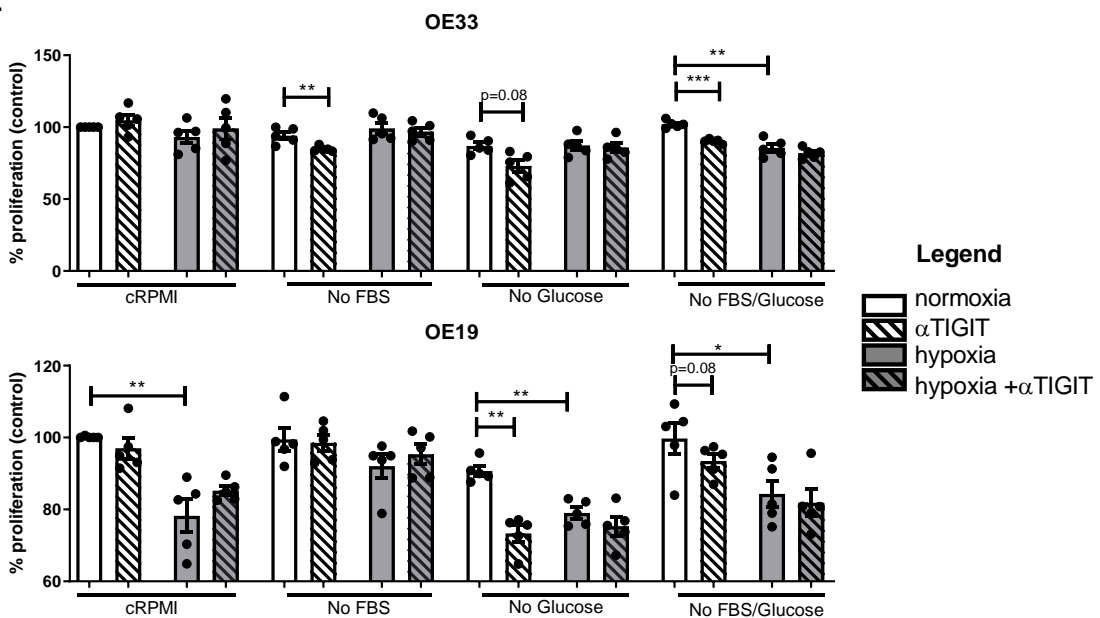 OE33
% proliferation (control)
150
100
50
0
**
p=0.08
**
***
cRPMI
No FBS
No Glucose
No FBS/Glucose
OE19
% proliferation (control)
120
100
80
60
**
**
**
*
p=0.08
cRPMI
No FBS
No Glucose
No FBS/Glucose
Legend
normoxia
αTIGIT
hypoxia
hypoxia +αTIGIT